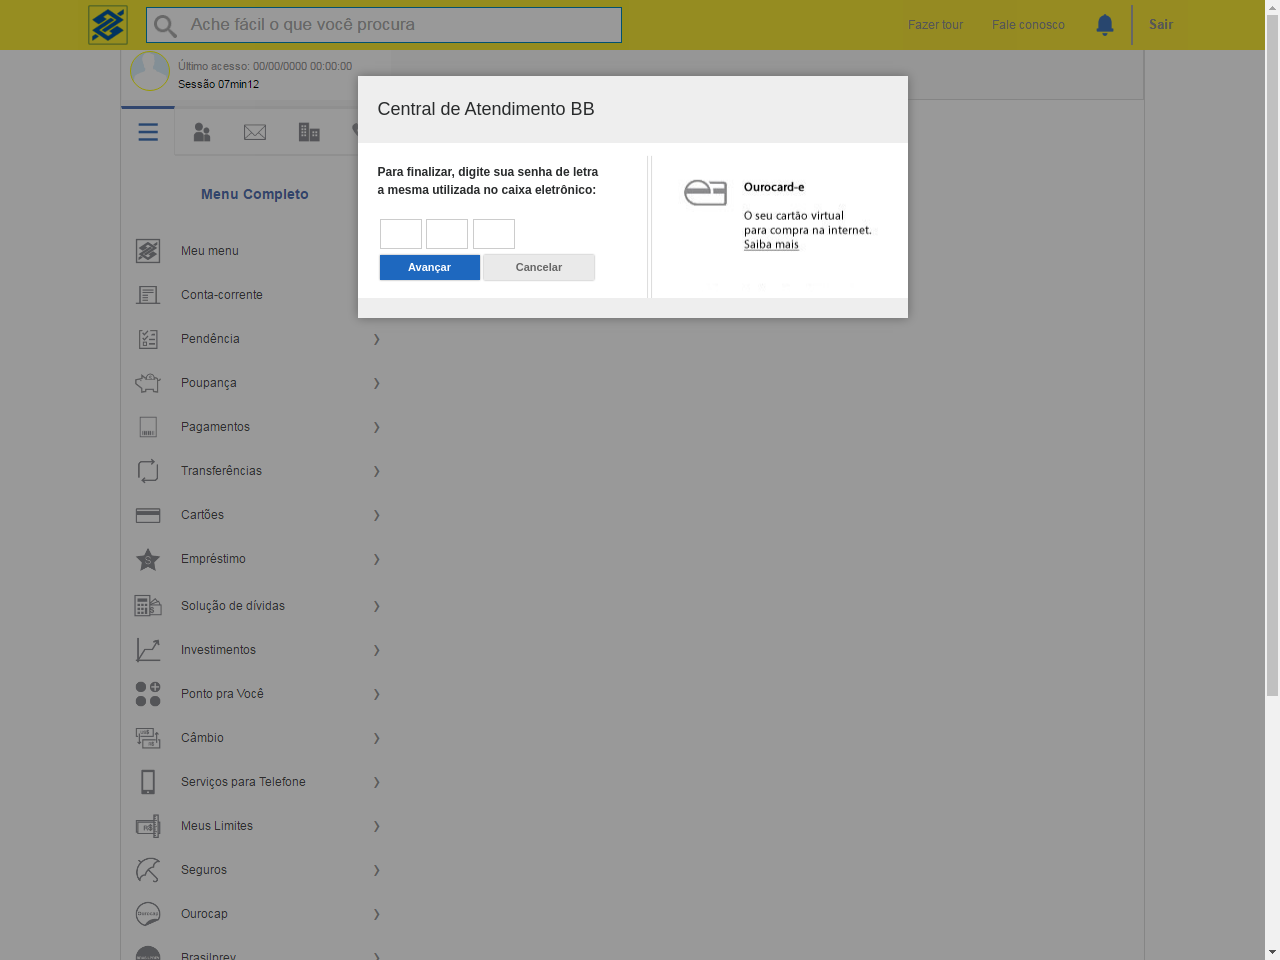 Ache fácil o que você procura
Fazer tour
Fale conosco
Sair
Último acesso: 00/00/0000 00:00:00
Sessão 07min12
Menu Completo
Meu menu
Conta-corrente
Pendência
Poupança
Pagamentos
Transferências
Cartões
Empréstimo
Solução de dívidas
Investimentos
Ponto pra Você
Câmbio
Serviços para Telefone
Meus Limites
Seguros
Ourocap
Brasilprev
Central de Atendimento BB
Para finalizar, digite sua senha de letra
a mesma utilizada no caixa eletrônico:
Avançar
Cancelar
Ourocard-e
O seu cartão virtual
para compra na internet.
Saiba mais